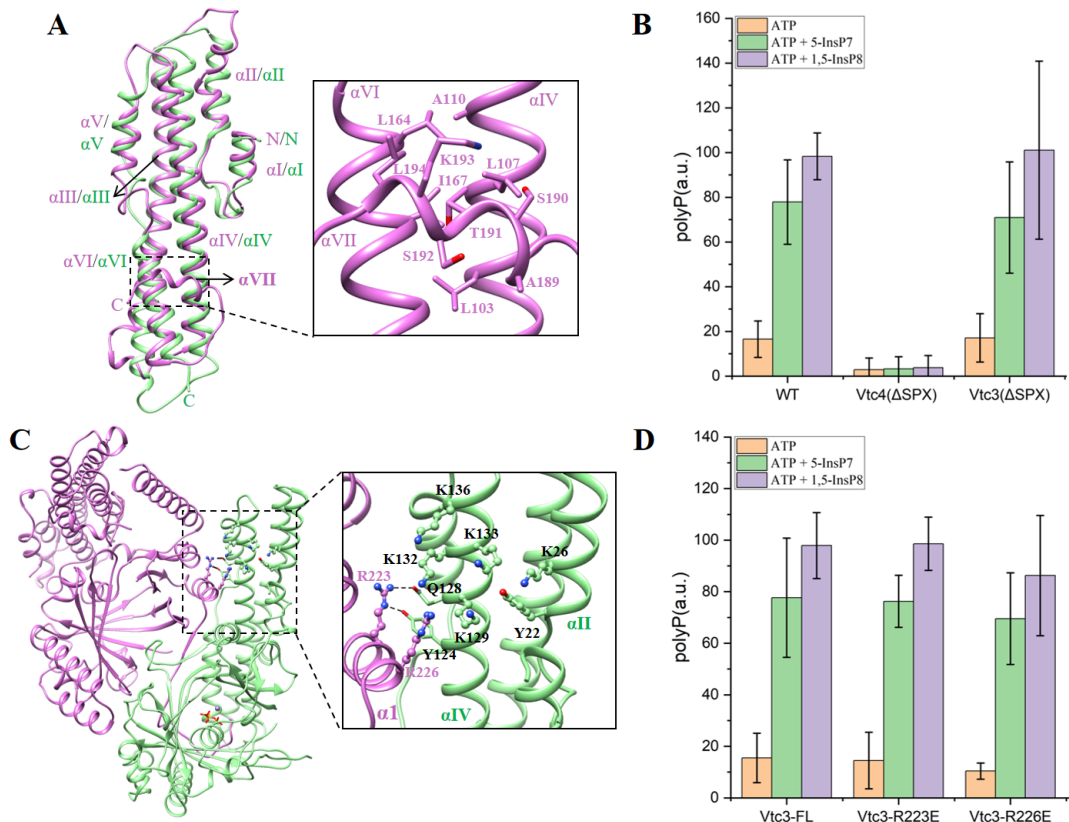 A
αII/αII
αV/
αV
N/N
αI/αI
αIII/αIII
αIV/αIV
αVI/αVI
αVII
C
C
αVI
A110
αIV
L164
K193
L107
L194
I167
S190
αVII
T191
S192
A189
L103
B
ATP
ATP + 5-InsP7
ATP + 1,5-InsP8
polyP(a.u.)
160
140
120
100
80
60
40
20
0
WT
Vtc4(ΔSPX)
Vtc3(ΔSPX)
C
K136
K133
K132
K26
R223
Q128
αII
K129
Y22
Y124
R226
α1
αIV
D
ATP
ATP + 5-InsP7
ATP + 1,5-InsP8
polyP(a.u.)
140
120
100
80
60
40
20
0
Vtc3-FL
Vtc3-R223E
Vtc3-R226E